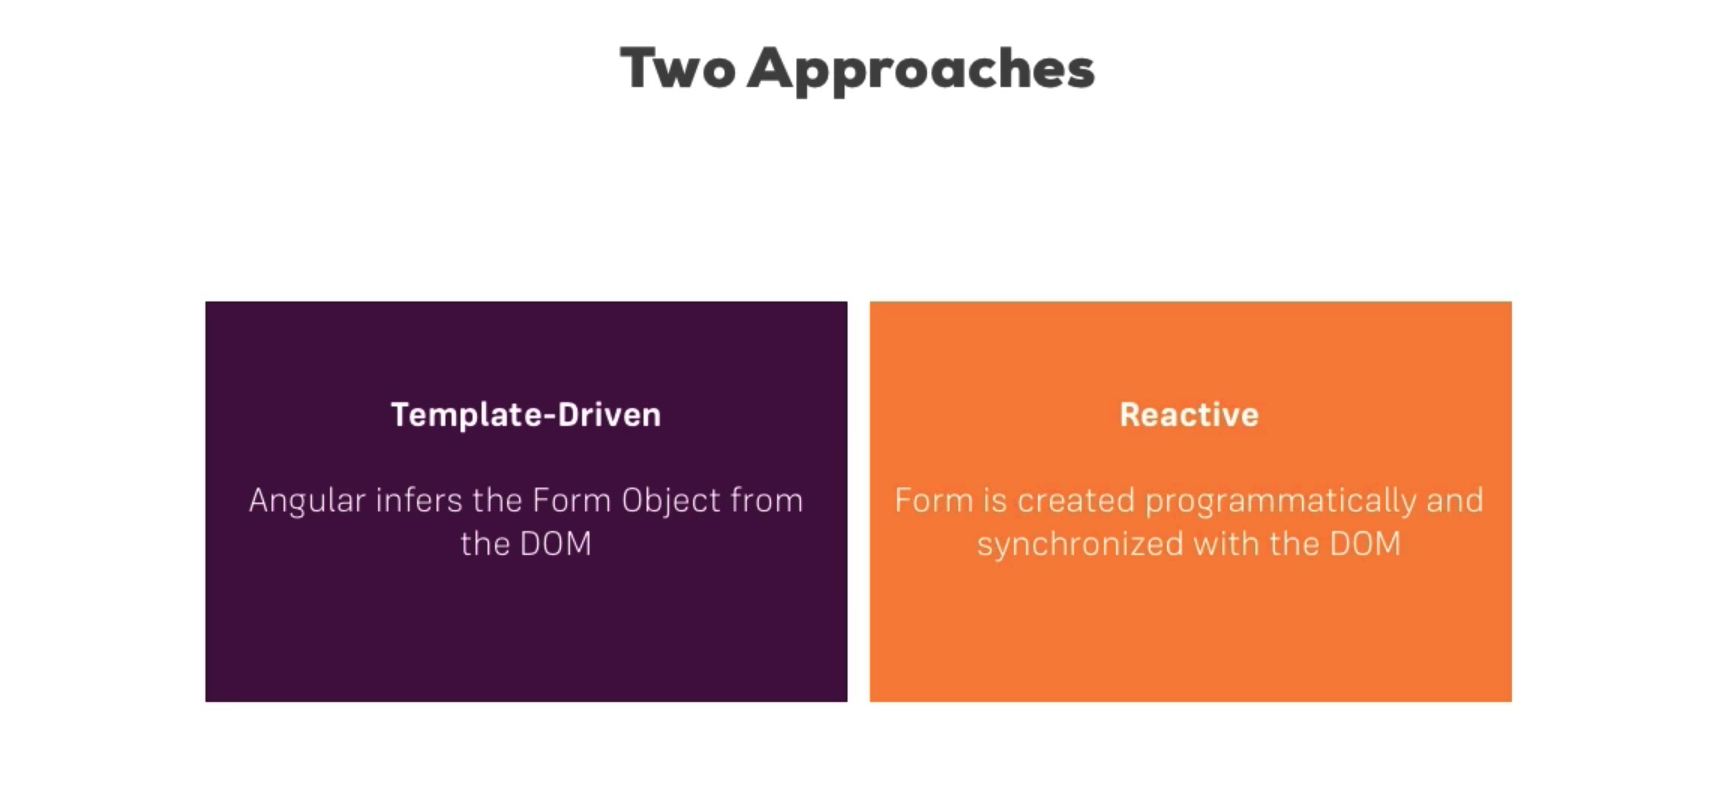 Two Approaches
Template-Driven
Angular infers the Form Object from
the DOM
Reactive
Form is created programmatically and
synchronized with the DOM